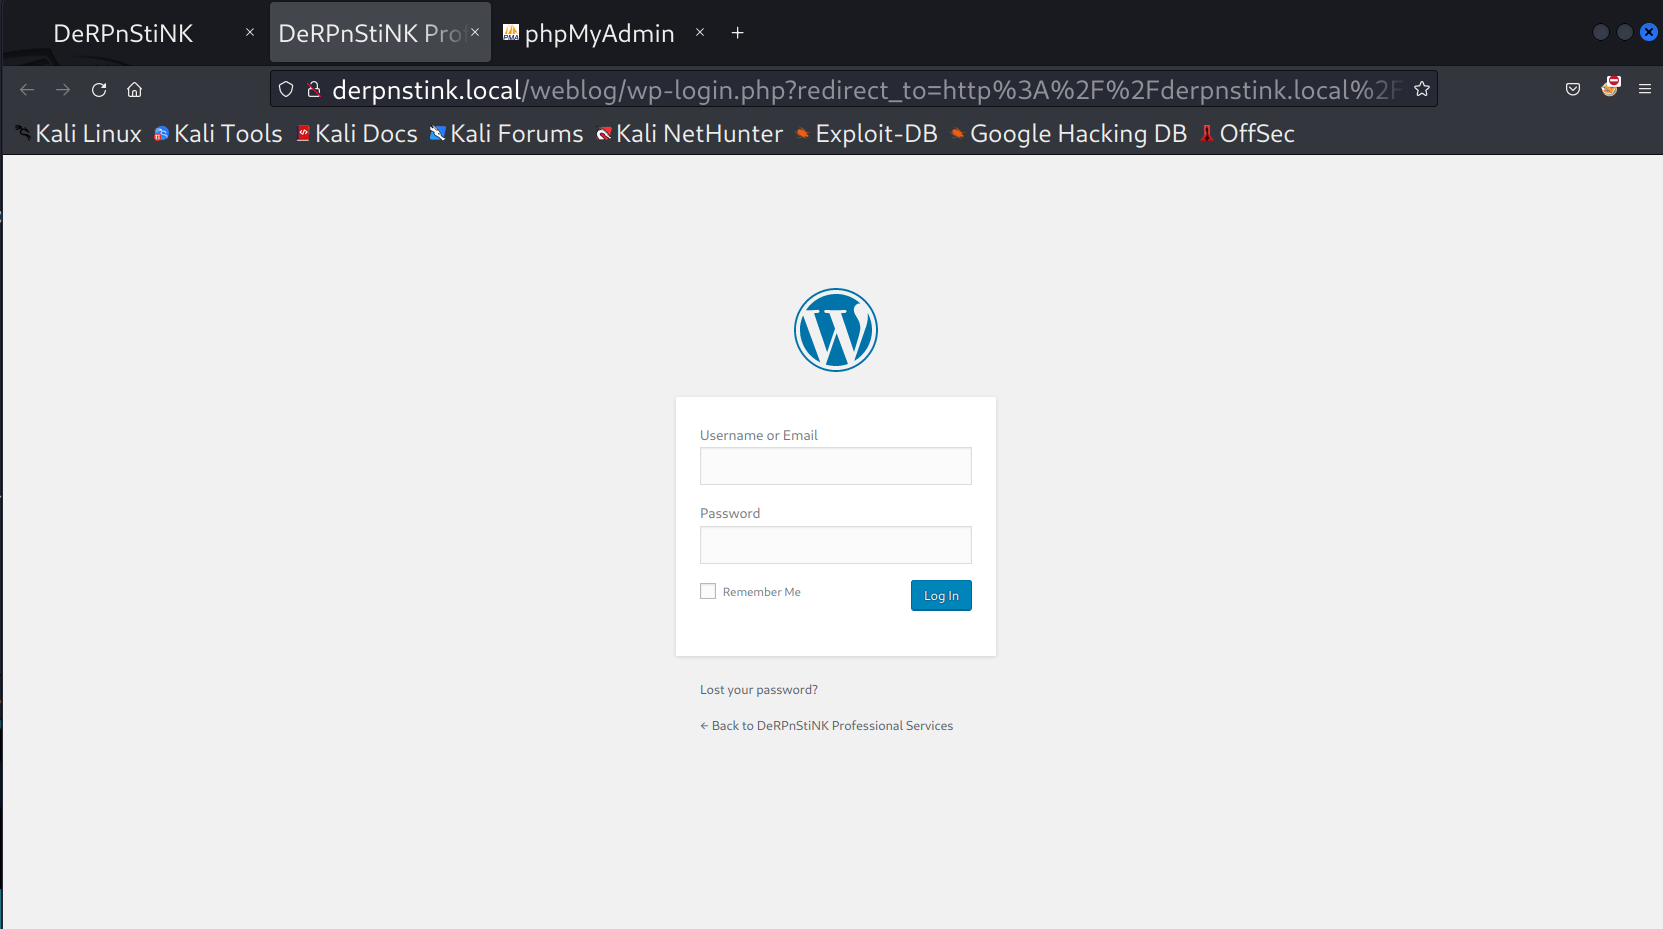 DeRPnStiNK DeRPnStiNK Pro phpMyAdmin
derpnstink.local/weblog/wp-login.php?redirect_to=http%3A%2F%2Fderpnstink.local%2F
Kali Linux Kali Tools Kali Docs Kali Forums Kali NetHunter Exploit-DB Google Hacking DB OffSec
Username or Email
Password
Remember Me Log In
Lost your password?
← Back to DeRPnStiNK Professional Services